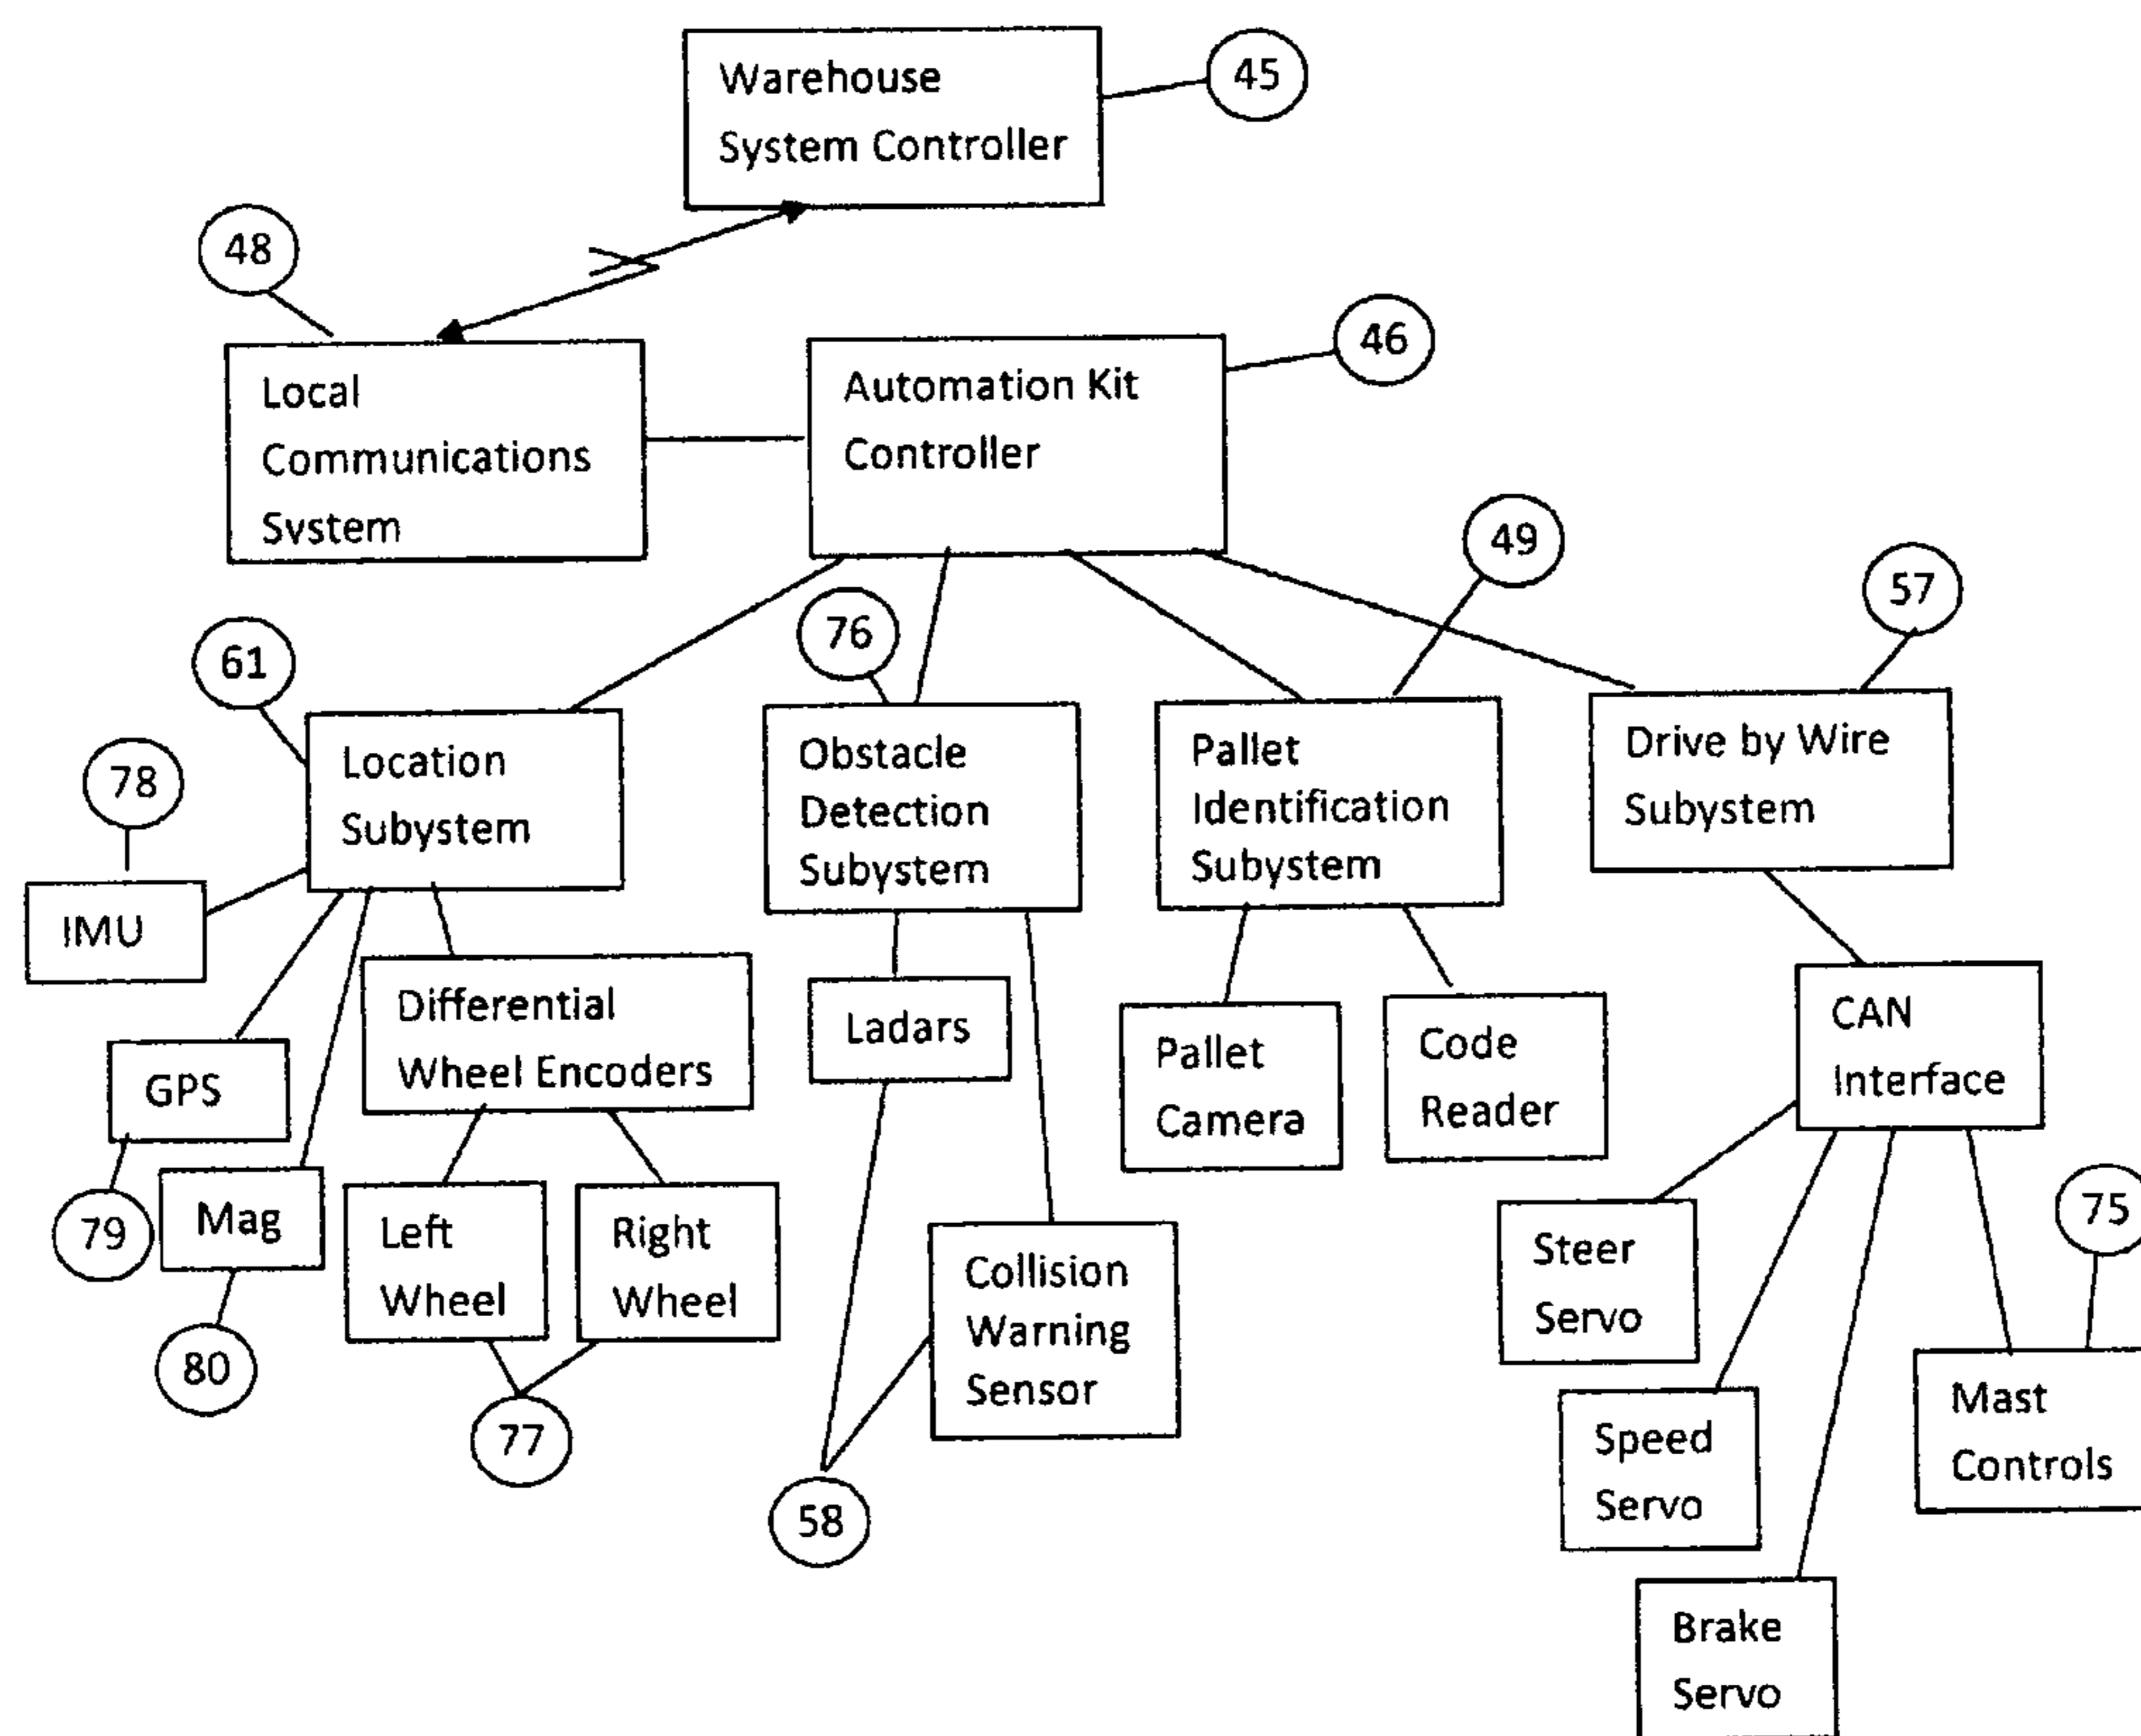 Warehouse
System Controller
45
48
Local
Communications
System
Automation Kit
Controller
46
49
57
61
76
78
Location
Subystem
Obstacle
Detection
Subystem
Pallet
Identification
Subystem
Drive by Wire
Subystem
IMU
GPS
79
Mag
80
Differential
Wheel Encoders
Left
Wheel
Right
Wheel
77
Ladars
Collision
Warning
Sensor
58
Pallet
Camera
Code
Reader
CAN
Interface
Steer
Servo
Speed
Servo
Brake
Servo
75
Mast
Controls